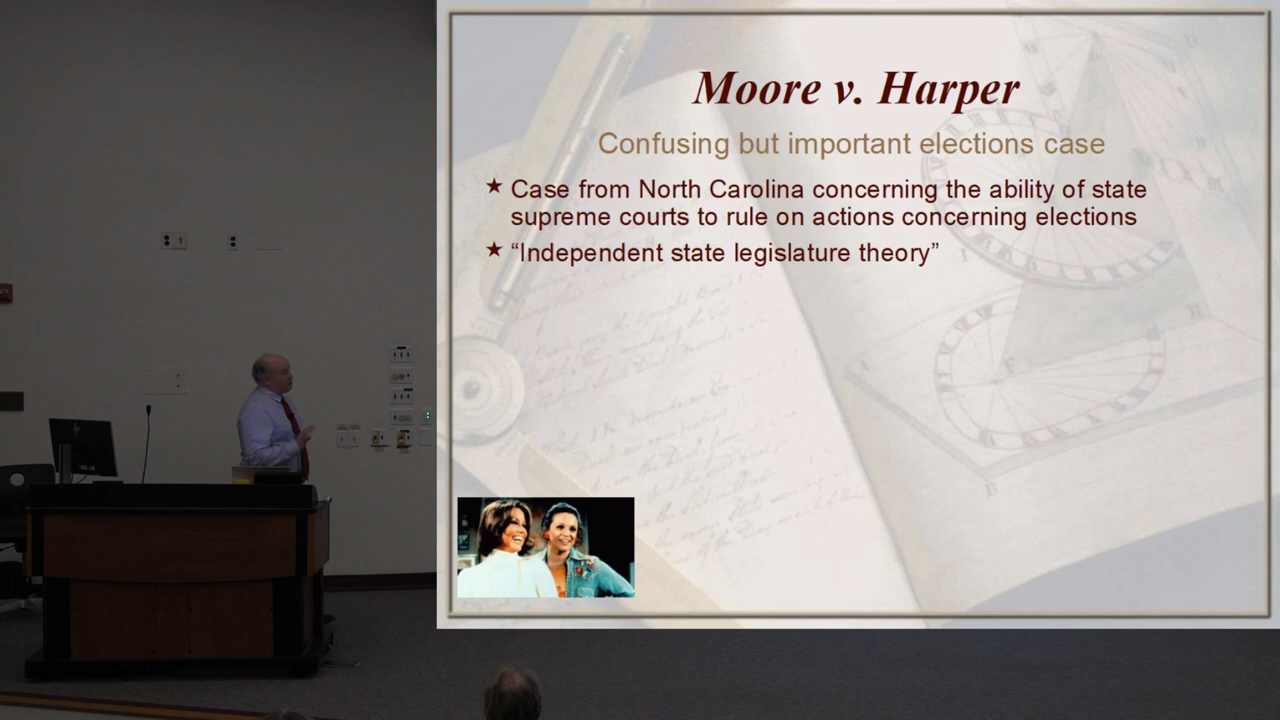 Moore v. Harper
Confusing but important elections case
★ Case from North Carolina concerning the ability of state
supreme courts to rule on actions concerning elections
★ “Independent state legislature theory”